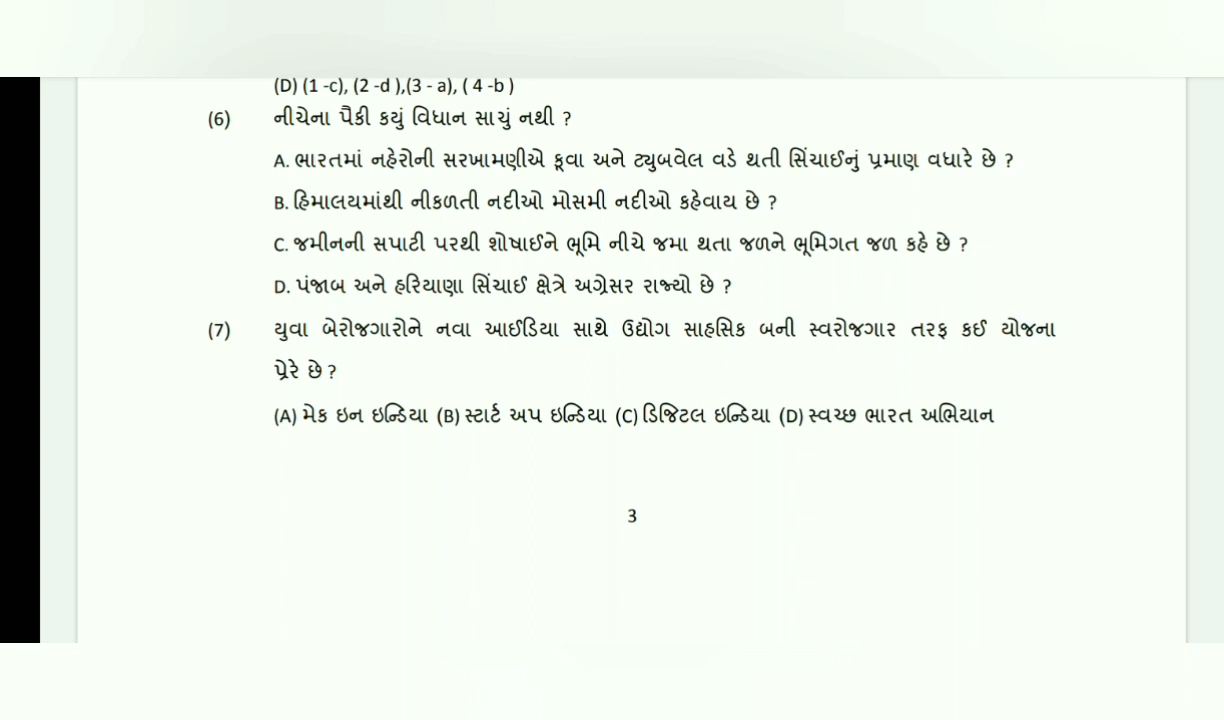 (D) (1 -c), (2 -d ),(3 - a), ( 4 -b )
(6) નીચેના પૈકી કયું વિધાન સાચું નથી ?
A. ભારતમાં નહેરોની સરખામણીએ કૂવા અને ટ્યુબવેલ વડે થતી સિંચાઈનું પ્રમાણ વધારે છે ?
B. હિમાલયમાંથી નીકળતી નદીઓ મોસમી નદીઓ કહેવાય છે ?
C. જમીનની સપાટી પરથી શોષાઈને ભૂમિ નીચે જમા થતા જળને ભૂમિગત જળ કહે છે ?
D. પંજાબ અને હરિયાણા સિંચાઈ ક્ષેત્રે અગ્રેસર રાજ્યો છે ?
(7) યુવા બેરોજગારોને નવા આઈડિયા સાથે ઉદ્યોગ સાહસિક બની સ્વરોજગાર તરફ કઈ યોજના
પ્રેરે છે ?
(A) મેક ઇન ઇન્ડિયા (B) સ્ટાર્ટ અપ ઇન્ડિયા (C) ડિજિટલ ઇન્ડિયા (D) સ્વચ્છ ભારત અભિયાન
3